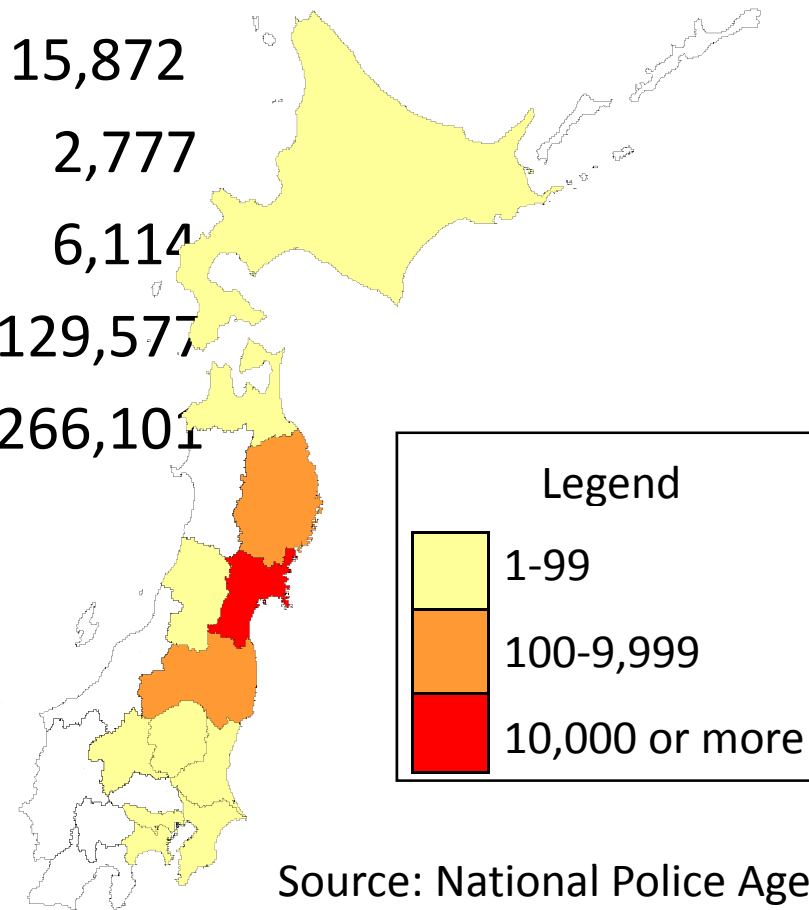 15,872
2,777
6,114
129,577
266,101
Legend
1-99
100-9,999
10,000 or more
Source: National Police Age